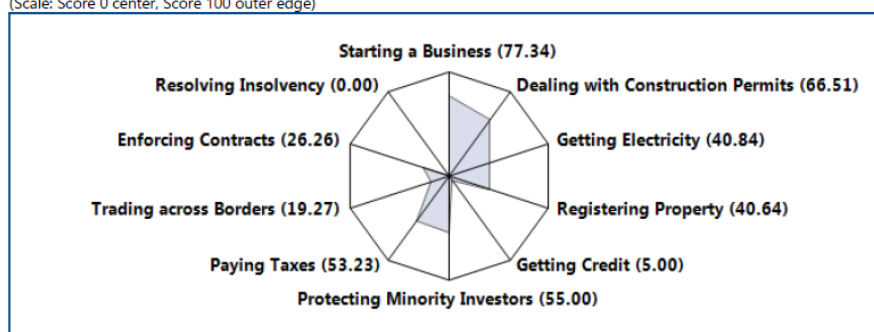 (Scale: Score 0 center, Score 100 outer edge)
Starting a Business (77.34)
Resolving Insolvency (0.00)
Dealing with Construction Permits (66.51)
Enforcing Contracts (26.26)
Getting Electricity (40.84)
Trading across Borders (19.27)
Registering Property (40.64)
Paying Taxes (53.23)
Getting Credit (5.00)
Protecting Minority Investors (55.00)